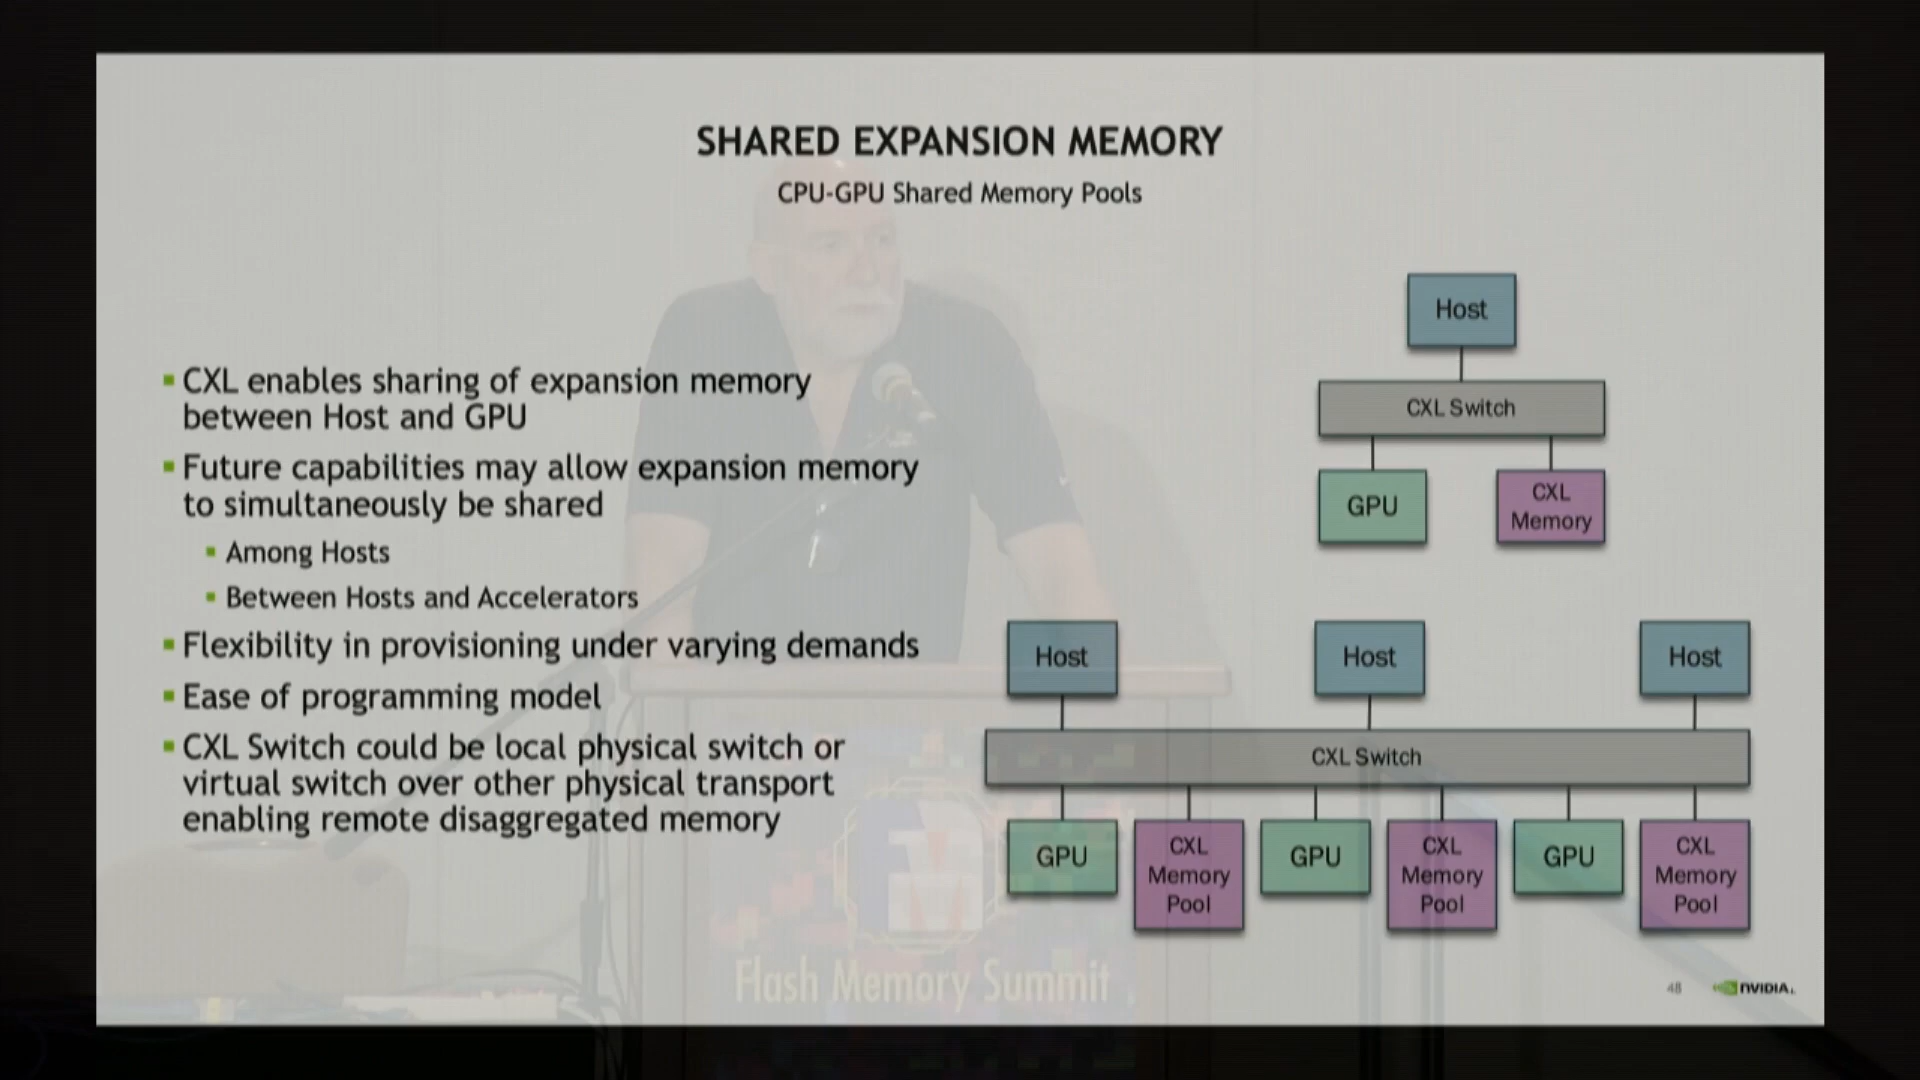 SHARED EXPANSION MEMORY
CPU-GPU Shared Memory Pools
CXL enables sharing of expansion memory
between Host and GPU
Future capabilities may allow expansion memory
to simultaneously be shared
Among Hosts
Between Hosts and Accelerators
Flexibility in provisioning under varying demands
Ease of programming model
CXL Switch could be local physical switch or
virtual switch over other physical transport
enabling remote disaggregated memory
Host
CXL Switch
GPU
CXL
Memory
Host
Host
Host
CXL Switch
GPU
CXL
Memory
Pool
GPU
CXL
Memory
Pool
GPU
CXL
Memory
Pool
Flash Memory Summit
48
NVIDIA.